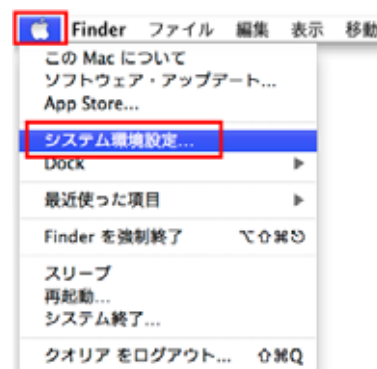 Finder ファイル 編集 表示 移動
この Mac について
ソフトウェア・アップデート...
App Store...
システム環境設定...
Dock
最近使った項目
Finder を強制終了 ⌥⇧⌘⎋
スリープ
再起動...
システム終了...
クオリア をログアウト... ⇧⌘Q